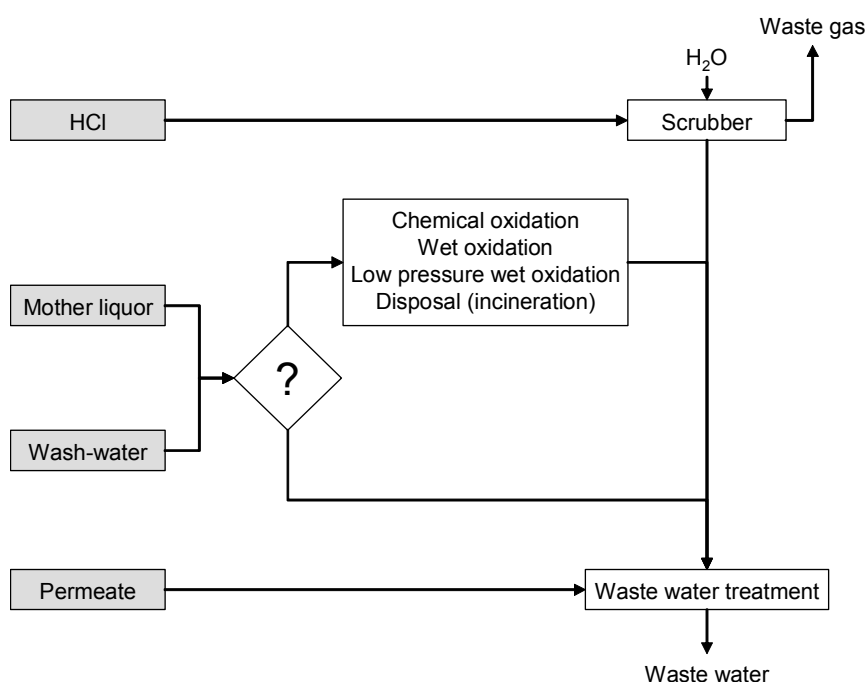 Waste gas
H₂O
HCl
Scrubber
Chemical oxidation
Wet oxidation
Low pressure wet oxidation
Disposal (incineration)
Mother liquor
?
Wash-water
Permeate
Waste water treatment
Waste water